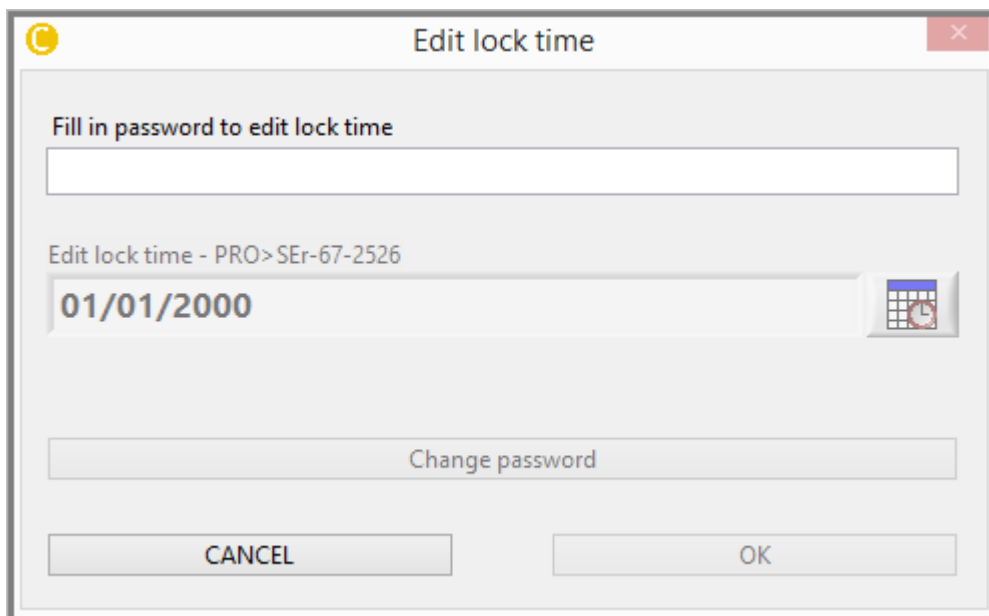 C
Edit lock time
×
Fill in password to edit lock time
Edit lock time - PRO>SEr-67-2526
01/01/2000
Change password
CANCEL
OK